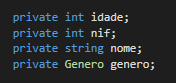 private int idade;
private int nif;
private string nome;
private Genero genero;